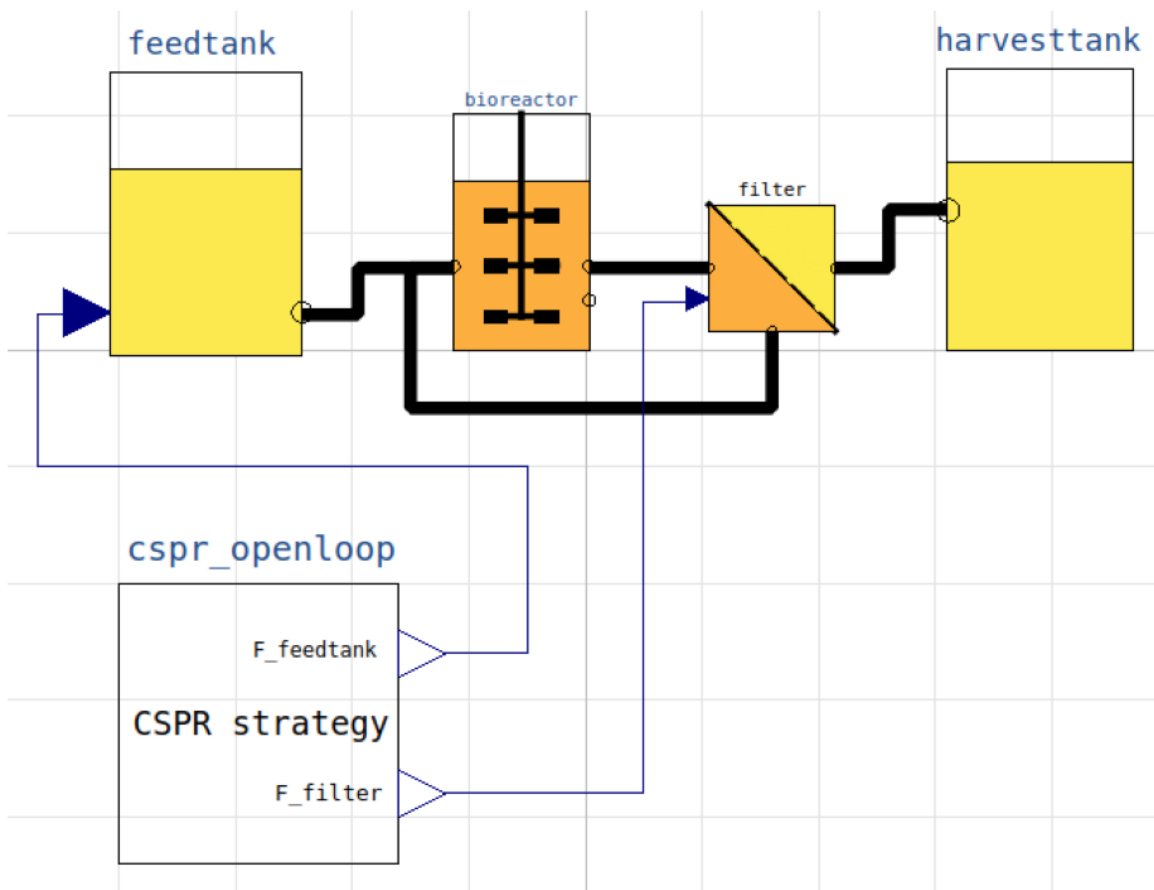 feedtank
harvesttank
bioreactor
filter
cspr_openloop
F_feedtank
CSPR strategy
F_filter